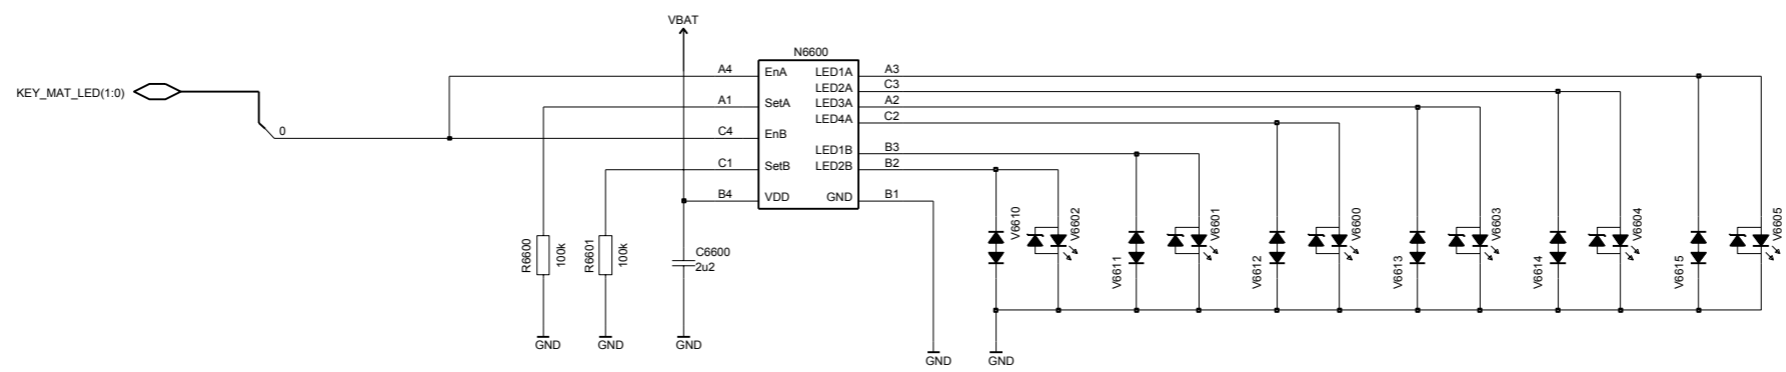 VBAT
N6600
KEY_MAT_LED(1:0)
0
A4
EnA
LED1A
A3
LED2A
C3
A1
SetA
LED3A
A2
LED4A
C2
C4
EnB
LED1B
B3
C1
SetB
LED2B
B2
B4
VDD
GND
B1
R6600
100k
R6601
100k
C6600
2u2
V6610
V6602
V6611
V6601
V6612
V6600
V6613
V6603
V6614
V6604
V6615
V6605
GND
GND
GND
GND
GND